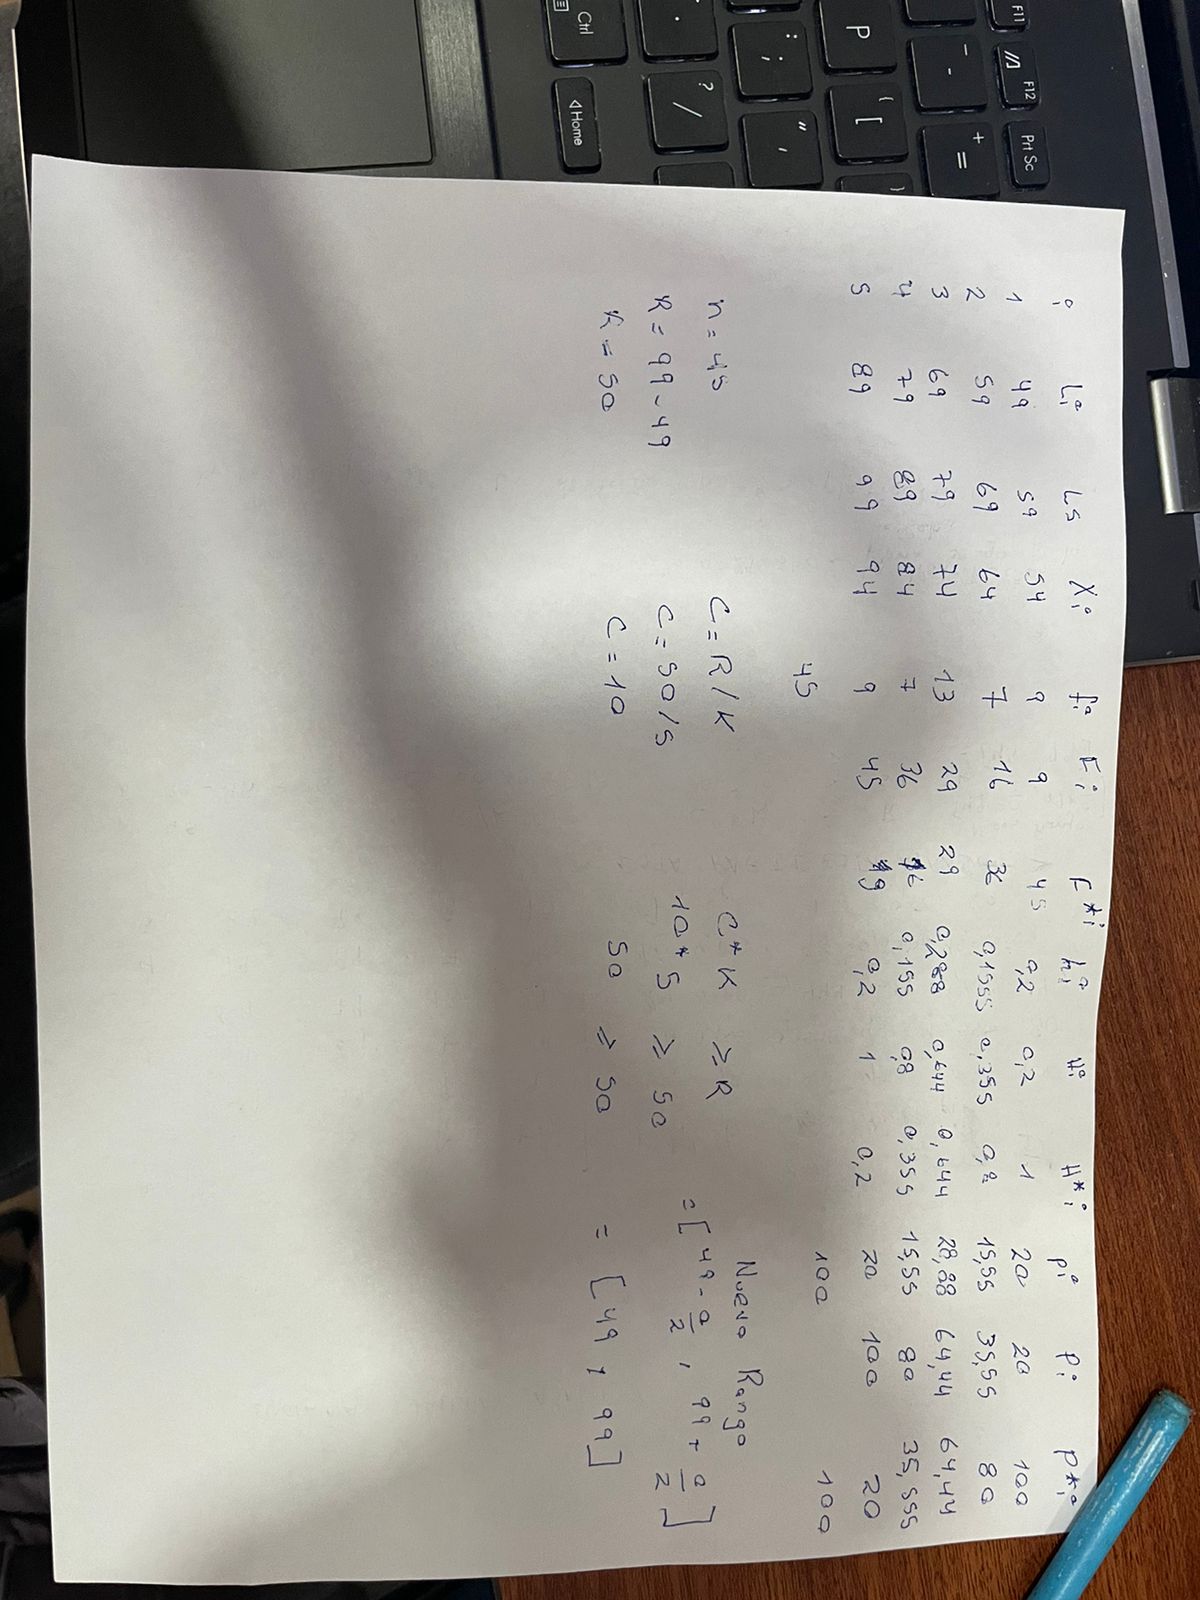 i Li Ls Xi fi Fi F*i hi Hi H*i pi Pi P*i
1 49 59 54 9 9 45 0,2 0,2 1 20 20 100
2 59 69 64 7 16 36 0,1555 0,355 0,8 15,55 35,55 80
3 69 79 74 13 29 29 0,288 0,644 0,644 28,88 64,44 64,44
4 79 89 84 7 36 16 0,155 0,8 0,355 15,55 80 35,555
5 89 99 94 9 45 9 0,2 1 0,2 20 100 20
45 100 100
n = 45 C = R/K C*K ≥ R Nuevo Rango
R = 99 - 49 C = 50/5 10*5 ≥ 50 = [49 - 0/2 , 99 + 0/2]
R = 50 C = 10 50 ≥ 50 = [49 , 99]
Ctrl
Home
P
? /
: ;
" '
{ [
_ -
+ =
F11
F12
Prt Sc